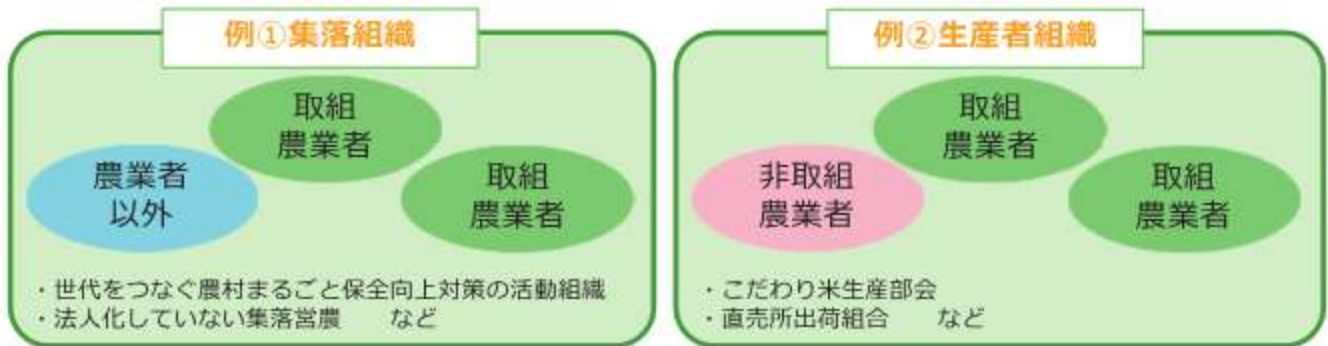 例①集落組織
取組
農業者
農業者
以外
取組
農業者
・世代をつなぐ農村まるごと保全向上対策の活動組織
・法人化していない集落営農　　など
例②生産者組織
取組
農業者
非取組
農業者
取組
農業者
・こだわり米生産部会
・直売所出荷組合　　など